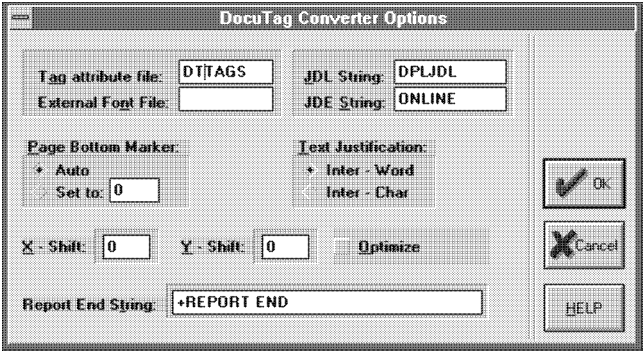 DocuTag Converter Options
Tag attribute file: DTTAGS JDL String: DPLJDL
External Font File: JDE String: ONLINE
Page Bottom Marker: Text Justification:
Auto Inter - Word
Set to: 0 Inter - Char
OK
X - Shift: 0 Y - Shift: 0 Optimize Cancel
Report End String: +REPORT END HELP